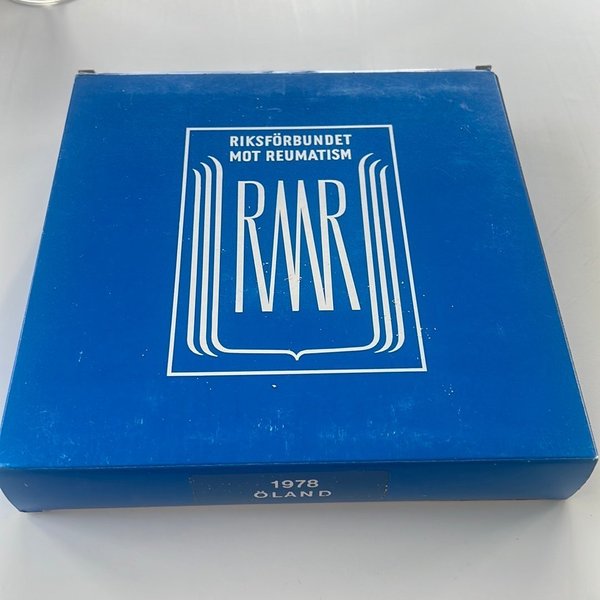 RIKSFÖRBUNDET
MOT REUMATISM
RMR
1978
ÖLAND